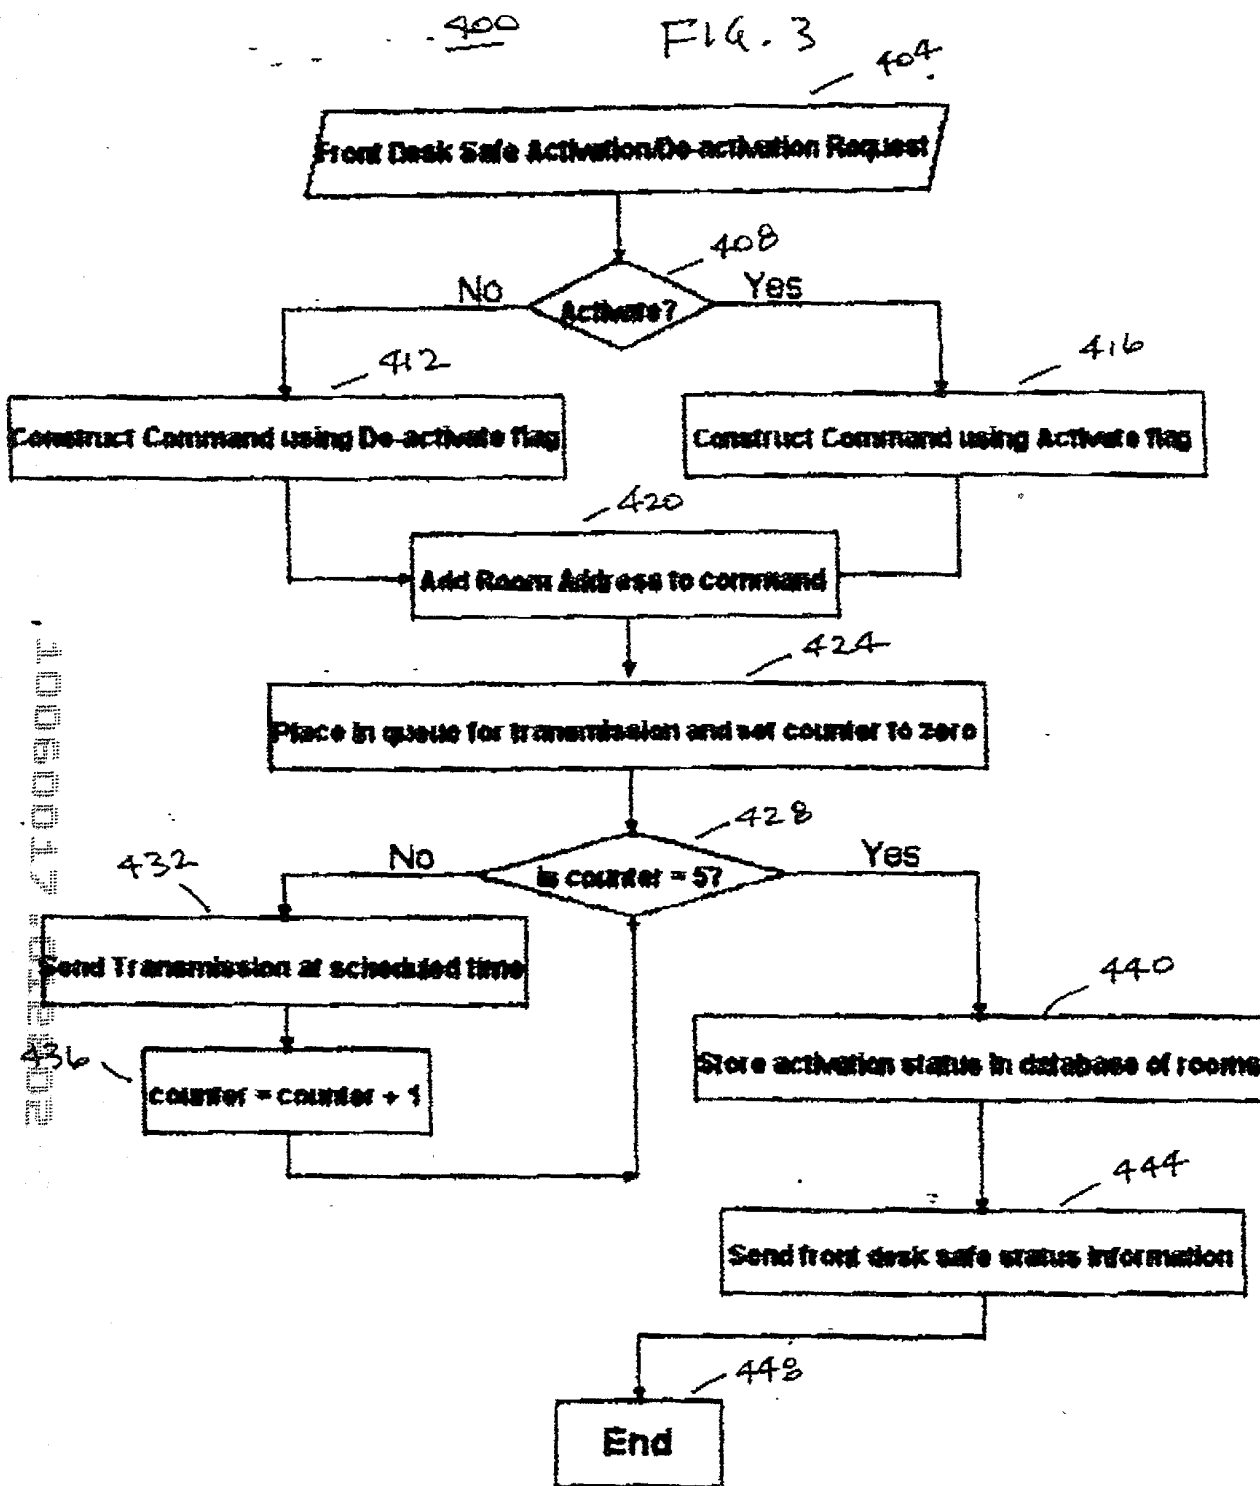 400
FIG. 3
404
Front Desk Safe Activation/De-activation Request
408
No
Yes
Activate?
412
416
Construct Command using De-activate flag
Construct Command using Activate flag
420
Add Room Address to command
424
Place in queue for transmission and set counter to zero
428
432
No
Yes
is counter = 5?
Send Transmission at scheduled time
440
436
Store activation status in database of rooms
counter = counter + 1
444
Send front desk safe status information
448
End